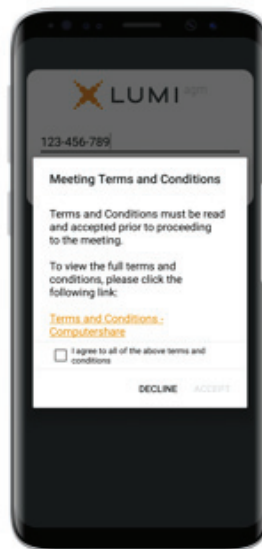 LUMI agm
123-456-789
Meeting Terms and Conditions
Terms and Conditions must be read
and accepted prior to proceeding
to the meeting.
To view the full terms and
conditions, please click the
following link:
Terms and Conditions -
Computershare
I agree to all of the above terms and
conditions
DECLINE ACCEPT